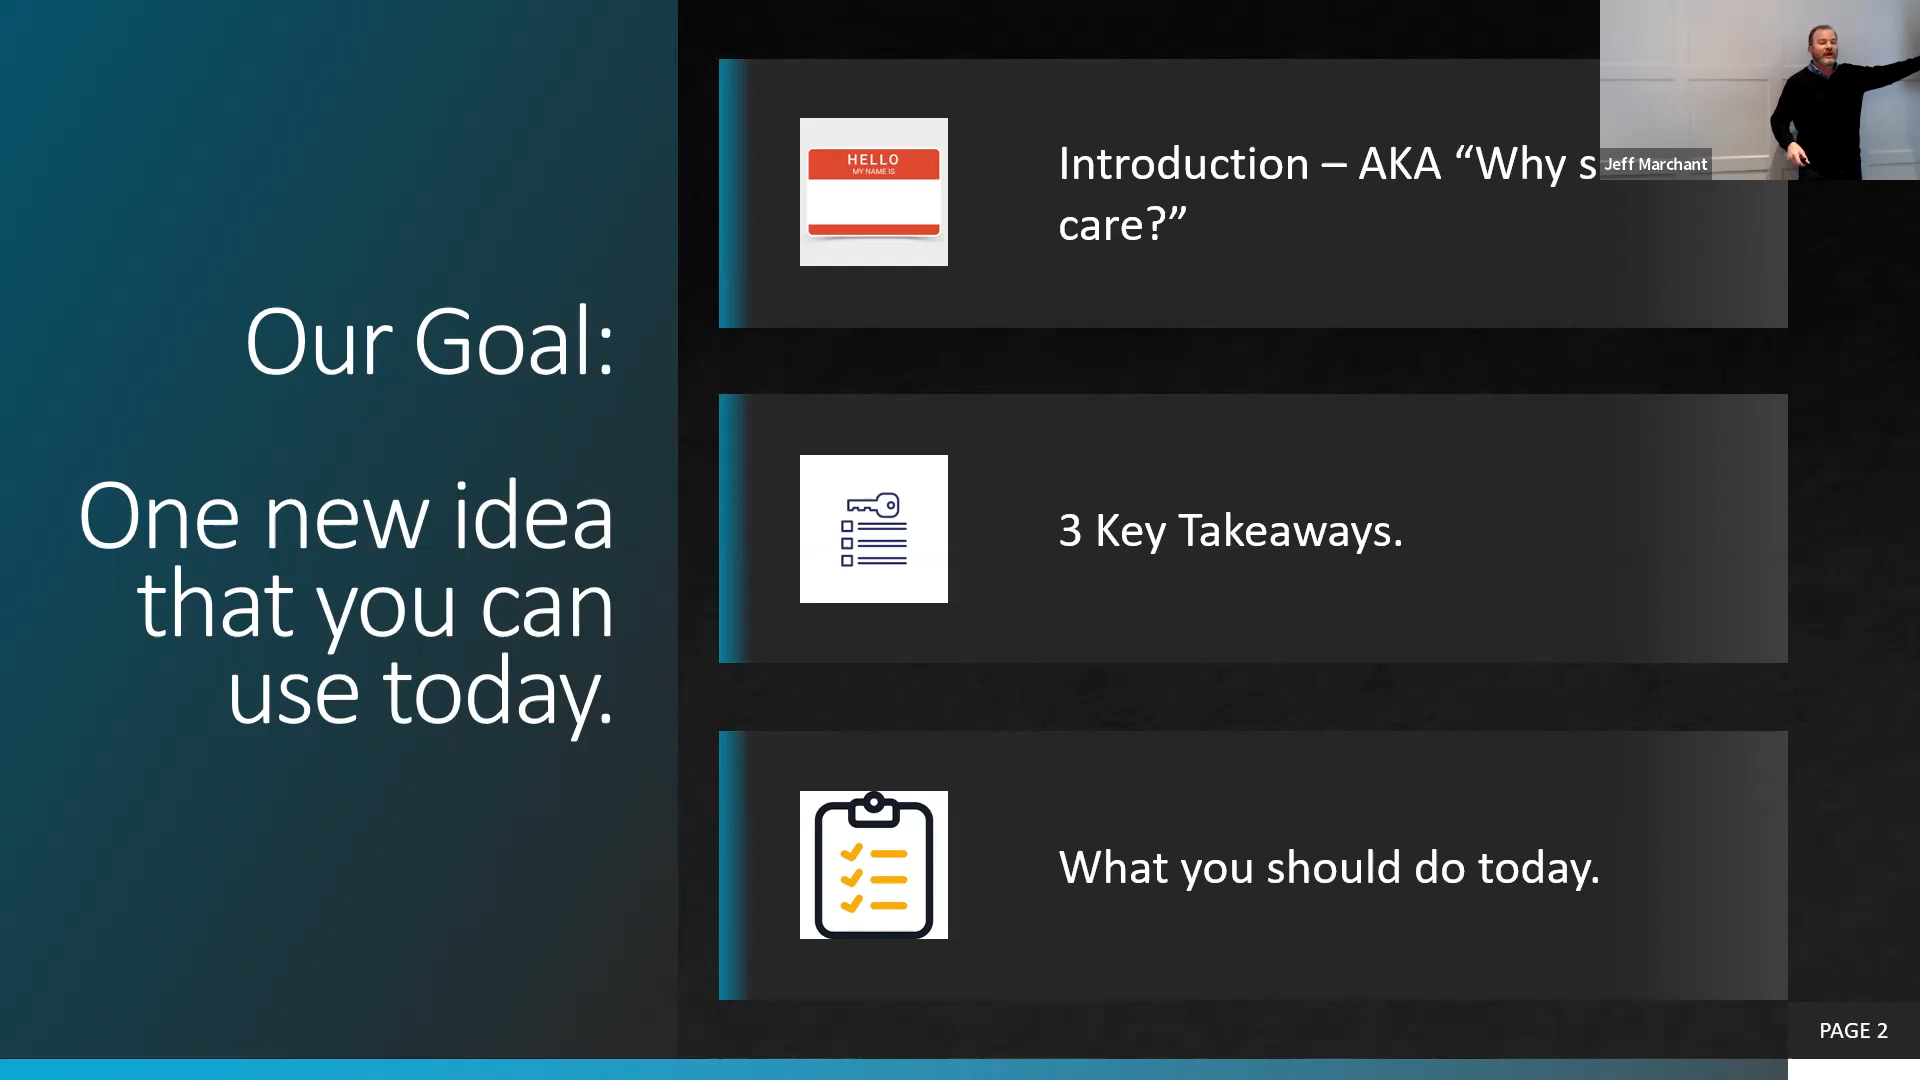 Our Goal:
One new idea
that you can
use today.
HELLO
MY NAME IS
Introduction – AKA “Why s
care?”
Jeff Marchant
3 Key Takeaways.
What you should do today.
PAGE 2